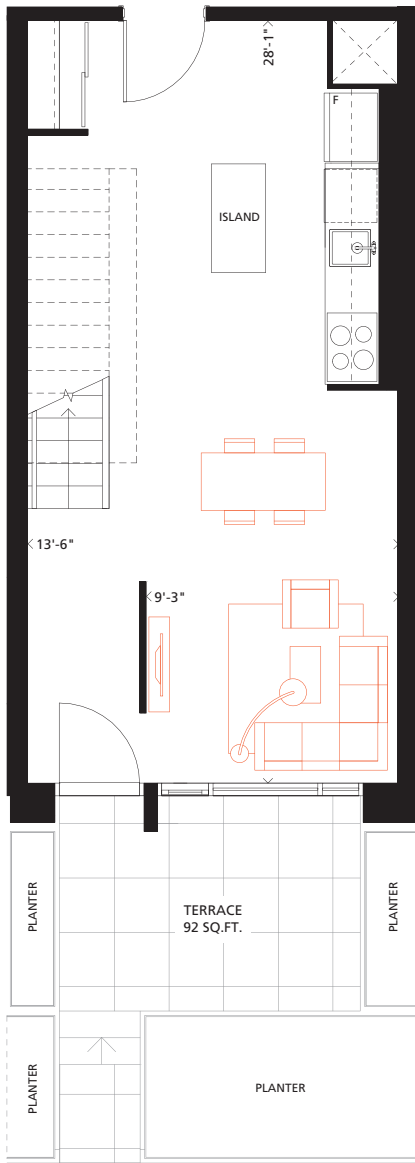 28'-1"
F
ISLAND
13'-6"
9'-3"
PLANTER
TERRACE
92 SQ.FT.
PLANTER
PLANTER
PLANTER